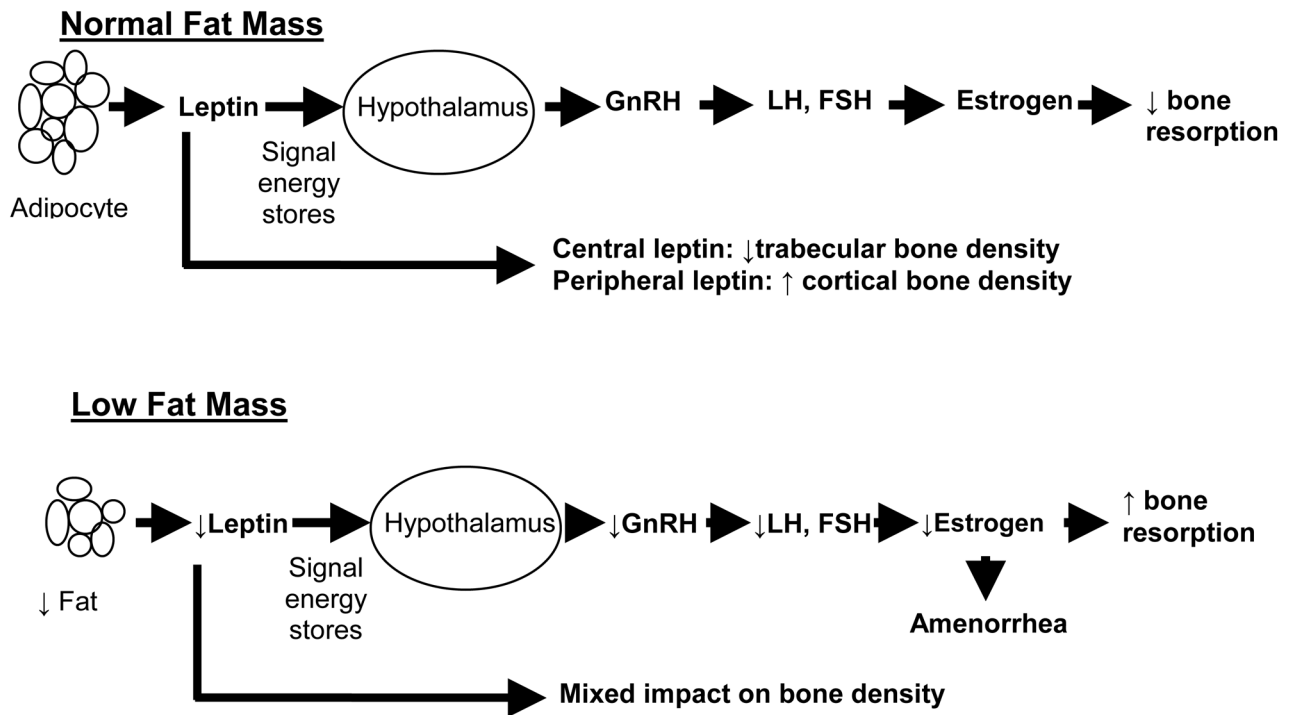 Normal Fat Mass
Adipocyte
Leptin
Signal
energy
stores
Hypothalamus
GnRH
LH, FSH
Estrogen
↓ bone
resorption
Central leptin: ↓trabecular bone density
Peripheral leptin: ↑ cortical bone density
Low Fat Mass
↓ Fat
↓Leptin
Signal
energy
stores
Hypothalamus
↓GnRH
↓LH, FSH
↓Estrogen
↑ bone
resorption
Amenorrhea
Mixed impact on bone density